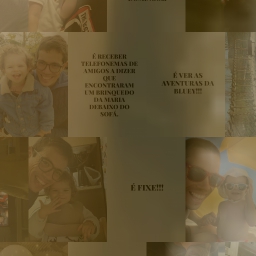 É RECEBER
TELEFONEMAS DE
AMIGOS A DIZER
QUE
ENCONTRARAM
UM BRINQUEDO
DA MARIA
DEBAIXO DO
SOFÁ.
É VER AS
AVENTURAS DA
BLUEY!!!
É FIXE!!!